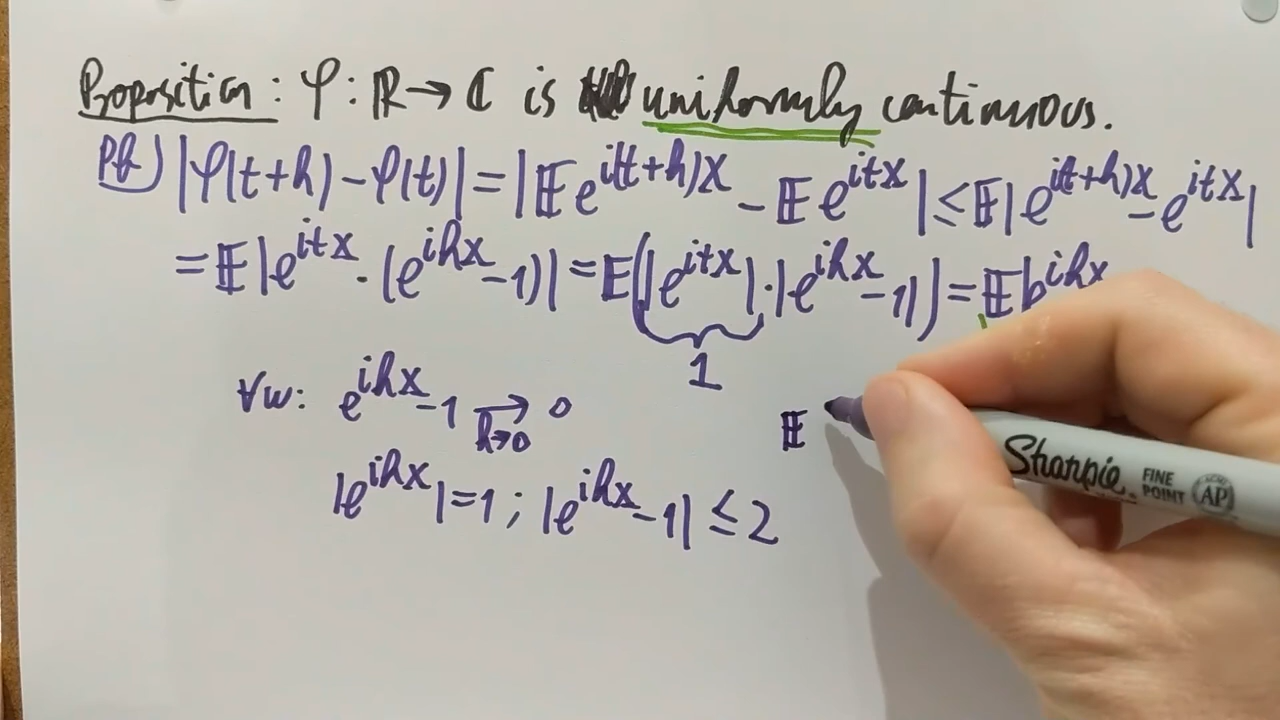 Proposition: φ: ℝ → ℂ is uniformly continuous.
Pf) |φ(t+h) - φ(t)| = |𝔼e^{i(t+h)X} - 𝔼e^{itX}| ≤ 𝔼|e^{i(t+h)X} - e^{itX}|
= 𝔼|e^{itX} · (e^{ihX} - 1)| = 𝔼(|e^{itX}| · |e^{ihX} - 1|) = 𝔼|e^{ihX}
1
∀ω: e^{ihX} - 1 → 0
h→0
𝔼
|e^{ihX}| = 1 ; |e^{ihX} - 1| ≤ 2
Sharpie. FINE POINT AP